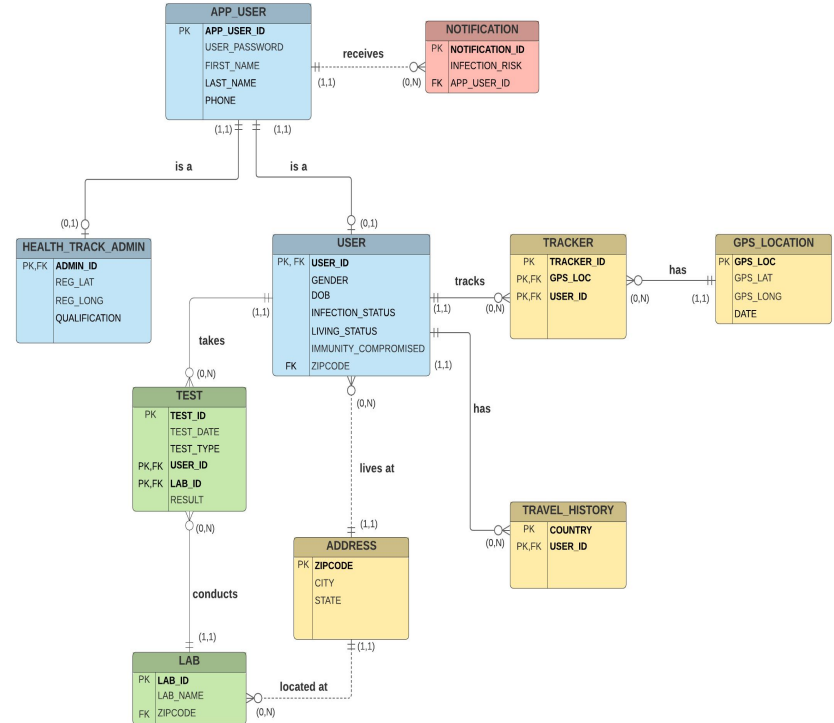 APP_USER
PK APP_USER_ID
USER_PASSWORD
FIRST_NAME
LAST_NAME
PHONE
receives
(1,1)
(0,N)
NOTIFICATION
PK NOTIFICATION_ID
INFECTION_RISK
FK APP_USER_ID
(1,1)
(1,1)
is a
is a
(0,1)
(0,1)
HEALTH_TRACK_ADMIN
PK,FK ADMIN_ID
REG_LAT
REG_LONG
QUALIFICATION
USER
PK, FK USER_ID
GENDER
DOB
INFECTION_STATUS
LIVING_STATUS
IMMUNITY_COMPROMISED
FK ZIPCODE
tracks
(1,1)
(0,N)
TRACKER
PK TRACKER_ID
PK,FK GPS_LOC
PK,FK USER_ID
has
(0,N)
(1,1)
GPS_LOCATION
PK GPS_LOC
GPS_LAT
GPS_LONG
DATE
(1,1)
takes
(0,N)
(1,1)
has
(0,N)
TEST
PK TEST_ID
TEST_DATE
TEST_TYPE
PK,FK USER_ID
PK,FK LAB_ID
RESULT
(0,N)
lives at
(1,1)
TRAVEL_HISTORY
PK COUNTRY
PK,FK USER_ID
(0,N)
conducts
(1,1)
ADDRESS
PK ZIPCODE
CITY
STATE
(1,1)
located at
(0,N)
LAB
PK LAB_ID
LAB_NAME
FK ZIPCODE